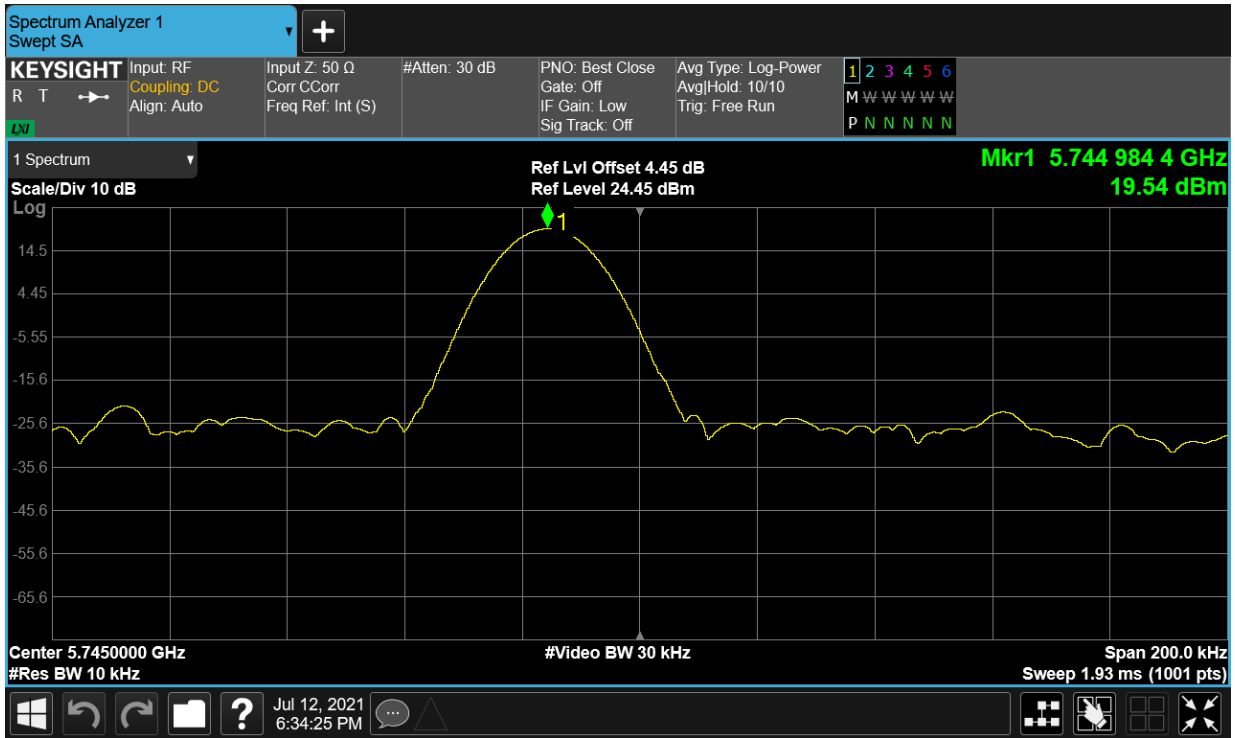 Spectrum Analyzer 1
Swept SA
KEYSIGHT
R T
LXI
Input: RF
Coupling: DC
Align: Auto
Input Z: 50 Ω
Corr CCorr
Freq Ref: Int (S)
#Atten: 30 dB
PNO: Best Close
Gate: Off
IF Gain: Low
Sig Track: Off
Avg Type: Log-Power
Avg|Hold: 10/10
Trig: Free Run
1 2 3 4 5 6
M W W W W W
P N N N N N
1 Spectrum
Scale/Div 10 dB
Log
Ref Lvl Offset 4.45 dB
Ref Level 24.45 dBm
Mkr1 5.744 984 4 GHz
19.54 dBm
1
14.5
4.45
-5.55
-15.6
-25.6
-35.6
-45.6
-55.6
-65.6
Center 5.7450000 GHz
#Res BW 10 kHz
#Video BW 30 kHz
Span 200.0 kHz
Sweep 1.93 ms (1001 pts)
?
Jul 12, 2021
6:34:25 PM